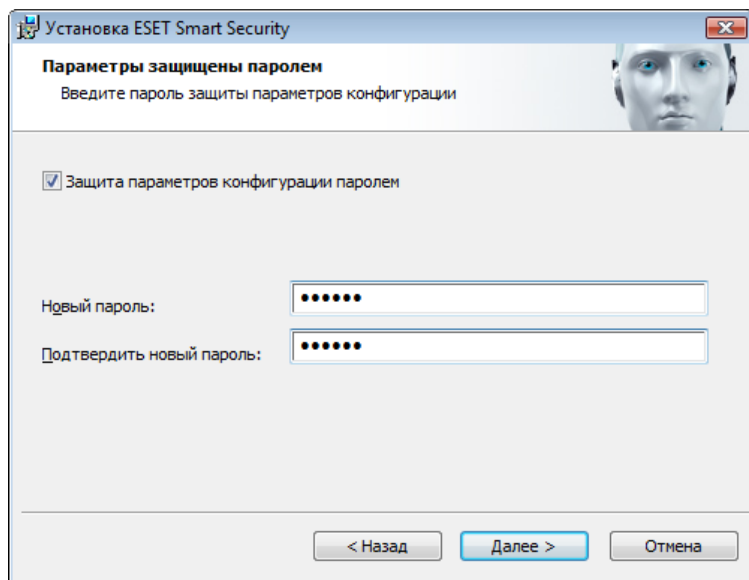 Установка ESET Smart Security
Параметры защищены паролем
Введите пароль защиты параметров конфигурации
Защита параметров конфигурации паролем
Новый пароль:
••••••
Подтвердить новый пароль:
••••••
< Назад
Далее >
Отмена